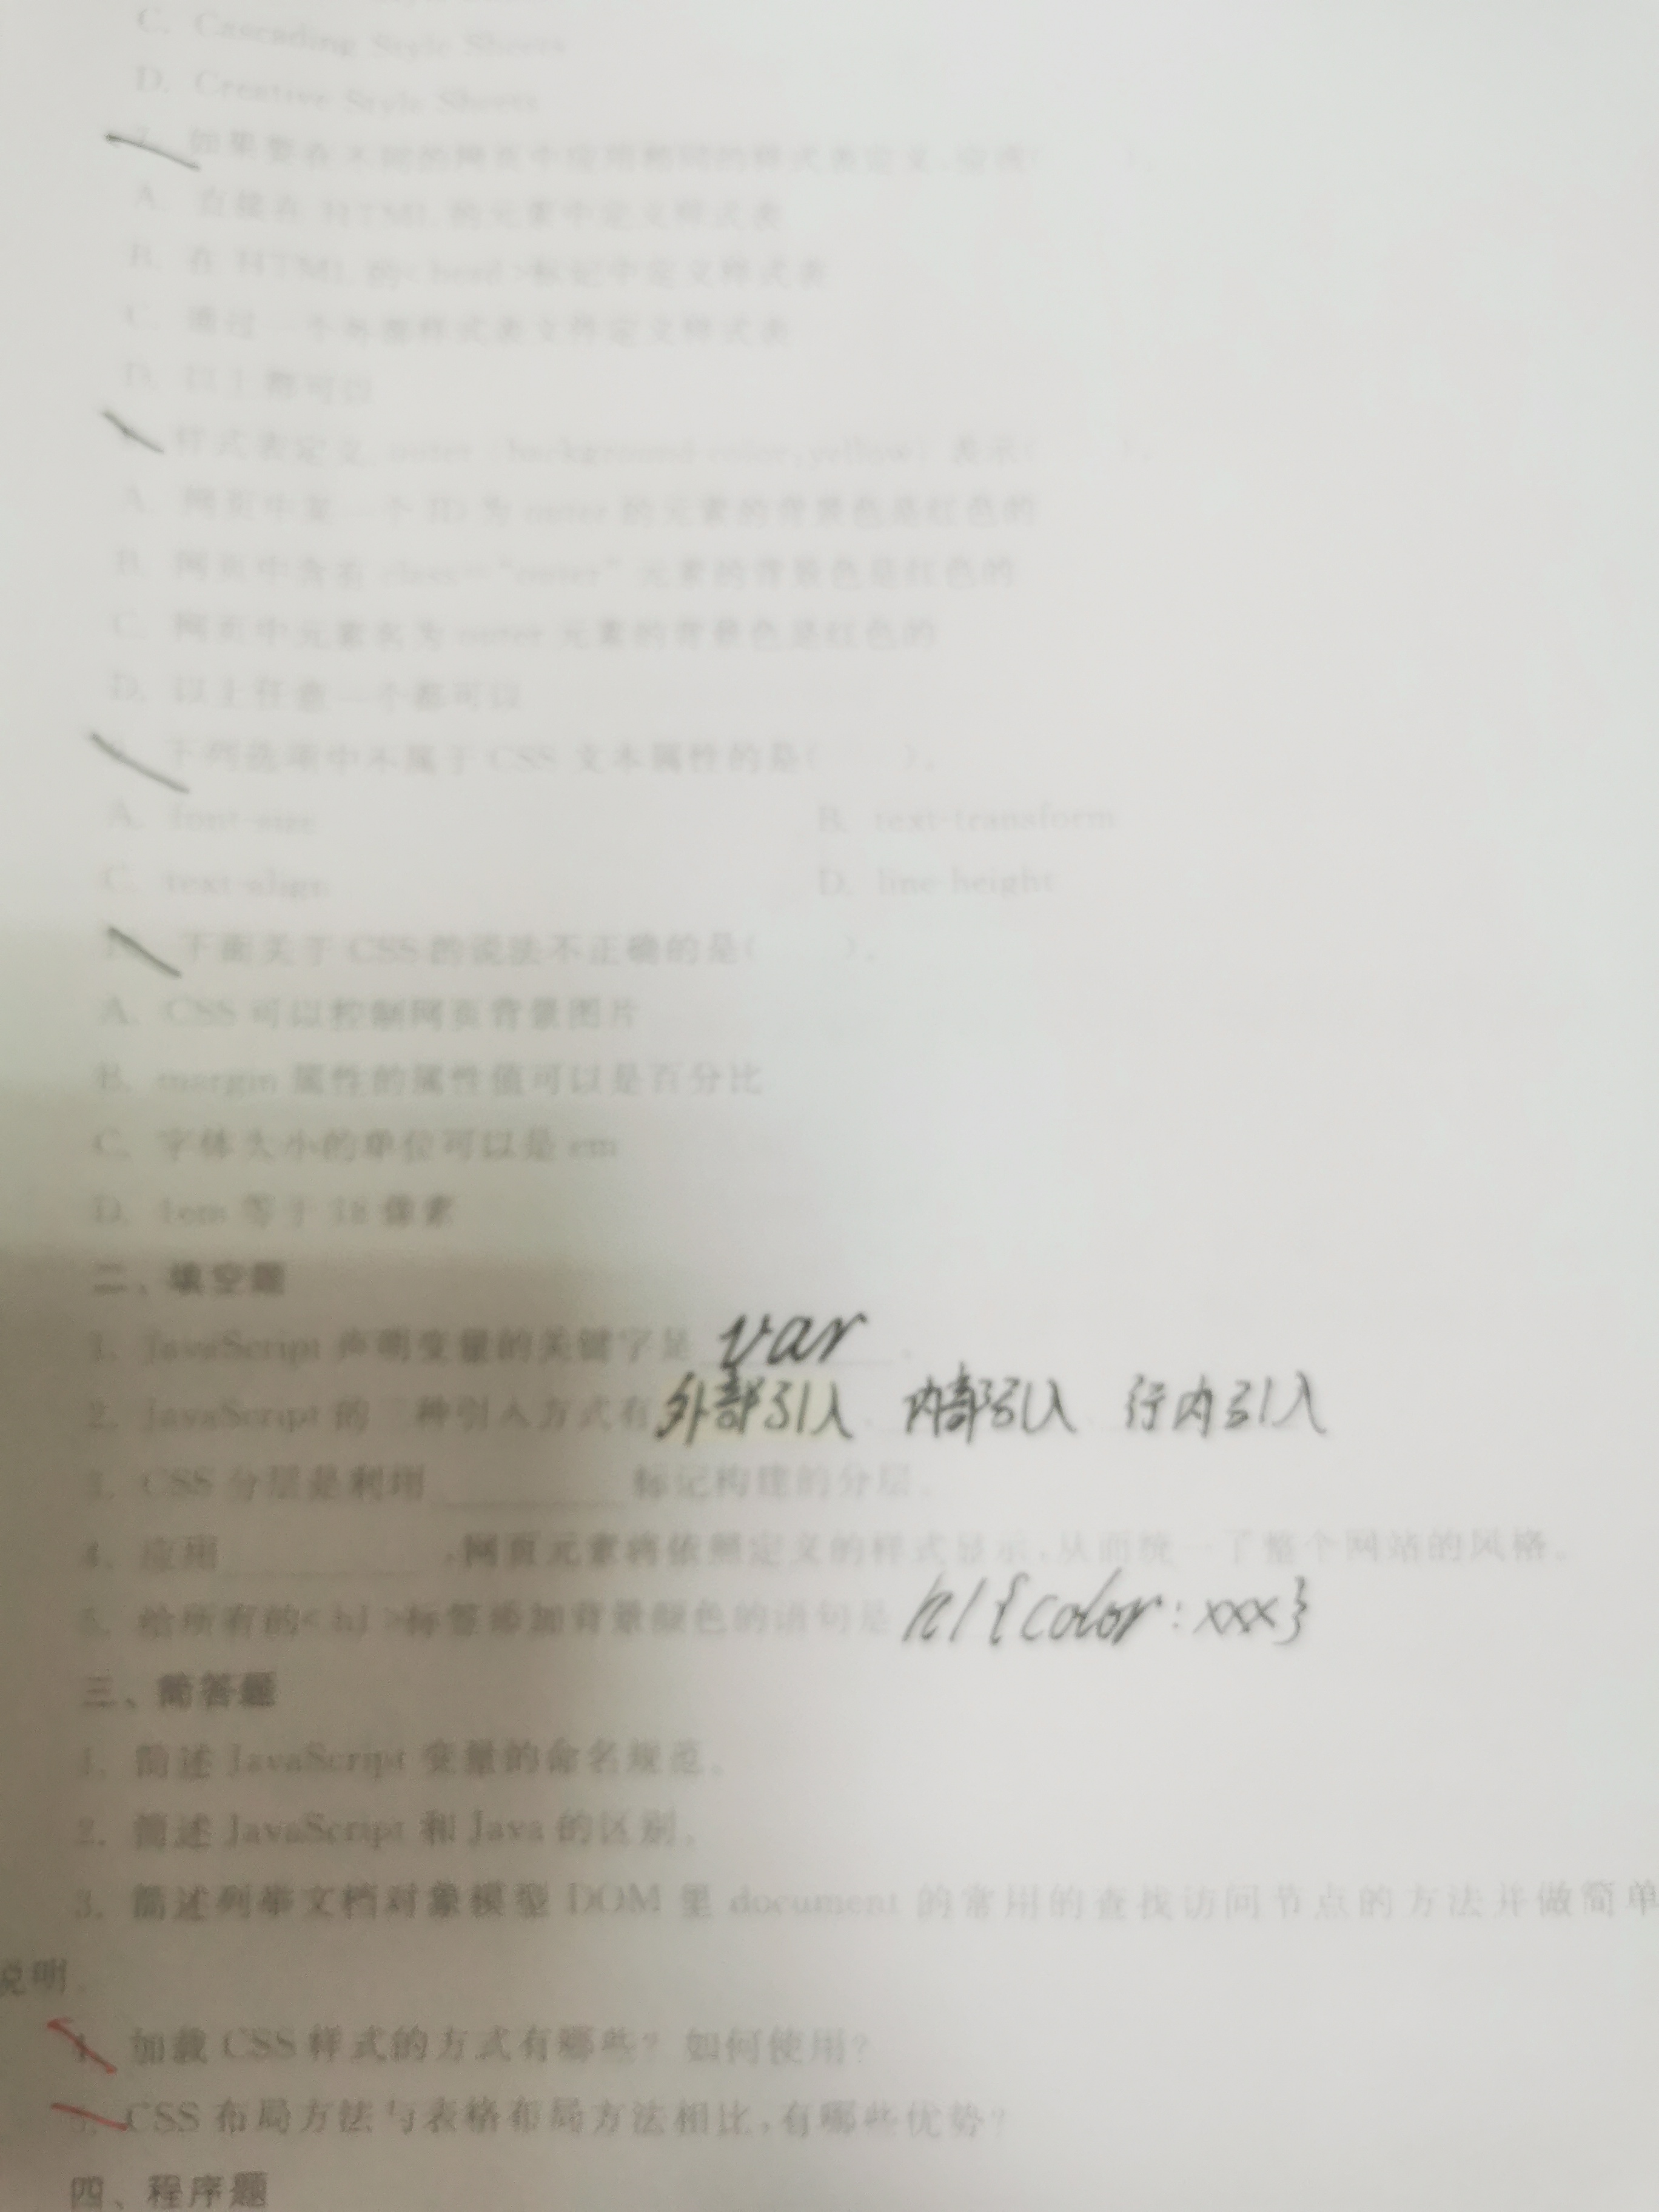 C. Cascading Style Sheets
D. Creative Style Sheets
7. 如果要在不同的网页中应用相同的样式表定义,应该( )。
A. 直接在 HTML 的元素中定义样式表
B. 在 HTML 的<head>标记中定义样式表
C. 通过一个外部样式表文件定义样式表
D. 以上都可以
样式表定义 outer {background-color:yellow} 表示( )。
A. 网页中某一个 ID 为 outer 的元素的背景色是红色的
B. 网页中含有 class="outer" 元素的背景色是红色的
C. 网页中元素名为 outer 元素的背景色是红色的
D. 以上任意一个都可以
下列选项中不属于 CSS 文本属性的是( )。
A. font-size B. text-transform
C. text-align D. line-height
下面关于 CSS 的说法不正确的是( )。
A. CSS 可以控制网页背景图片
B. margin 属性的属性值可以是百分比
C. 字体大小的单位可以是 em
D. 1em 等于 18 像素
二、填空题
1. JavaScript 声明变量的关键字是 var 。
2. JavaScript 的三种引入方式有 外部引入 、 内部引入 行内引入
3. CSS 分层是利用 标记构建的分层。
4. 应用 ,网页元素将依照定义的样式显示,从而统一了整个网站的风格。
5. 给所有的<h1>标签添加背景颜色的语句是 h1{color:xxx}
三、简答题
1. 简述 JavaScript 变量的命名规范。
2. 简述 JavaScript 和 Java 的区别。
3. 简述列举文档对象模型 DOM 里 document 的常用的查找访问节点的方法并做简单
说明。
4. 加载 CSS 样式的方式有哪些? 如何使用?
5. CSS 布局方法与表格布局方法相比,有哪些优势?
四、程序题